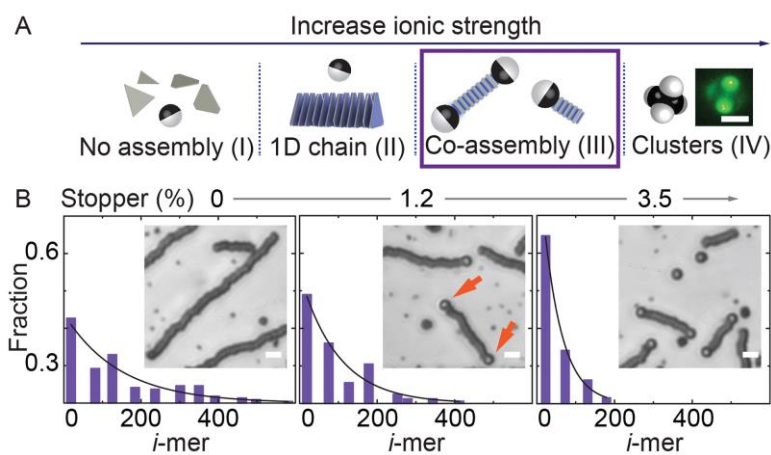 A
Increase ionic strength
No assembly (I)
1D chain (II)
Co-assembly (III)
Clusters (IV)
B
Stopper (%) 0 1.2 3.5
Fraction
0.6
0.3
0 200 400
i-mer
0 200 400
i-mer
0 200 400
i-mer